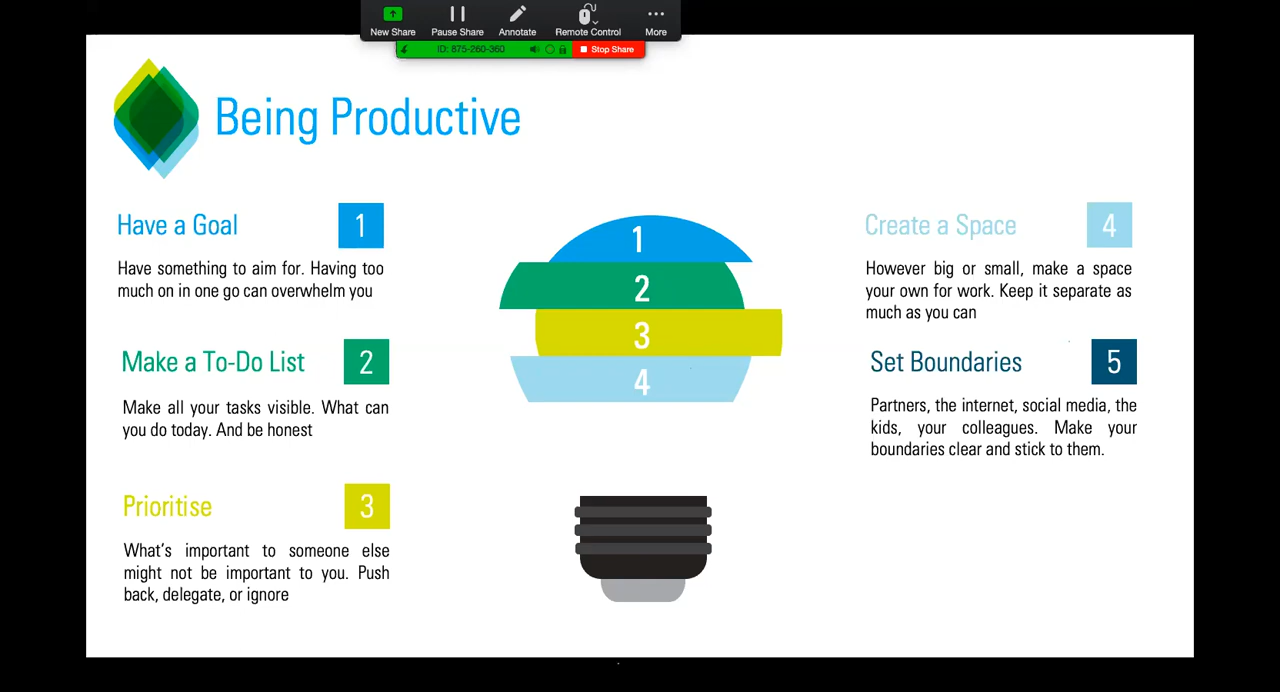 New Share
Pause Share
Annotate
Remote Control
More
ID: 875-260-360
Stop Share
Being Productive
Have a Goal
1
Have something to aim for. Having too
much on in one go can overwhelm you
Make a To-Do List
2
Make all your tasks visible. What can
you do today. And be honest
Prioritise
3
What's important to someone else
might not be important to you. Push
back, delegate, or ignore
1
2
3
4
Create a Space
4
However big or small, make a space
your own for work. Keep it separate as
much as you can
Set Boundaries
5
Partners, the internet, social media, the
kids, your colleagues. Make your
boundaries clear and stick to them.